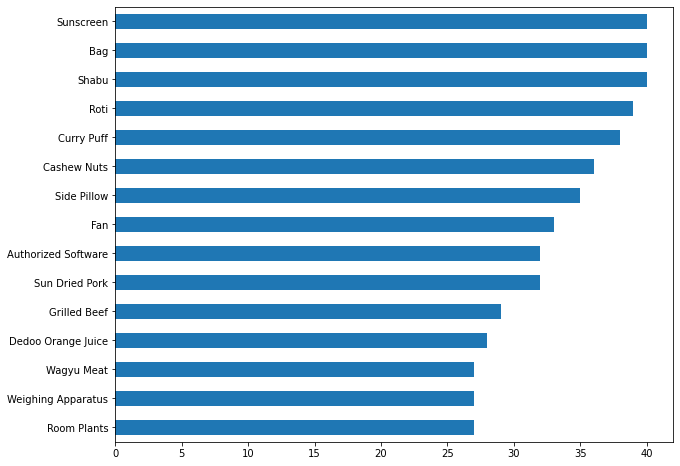 Sunscreen
Bag
Shabu
Roti
Curry Puff
Cashew Nuts
Side Pillow
Fan
Authorized Software
Sun Dried Pork
Grilled Beef
Dedoo Orange Juice
Wagyu Meat
Weighing Apparatus
Room Plants
0 5 10 15 20 25 30 35 40